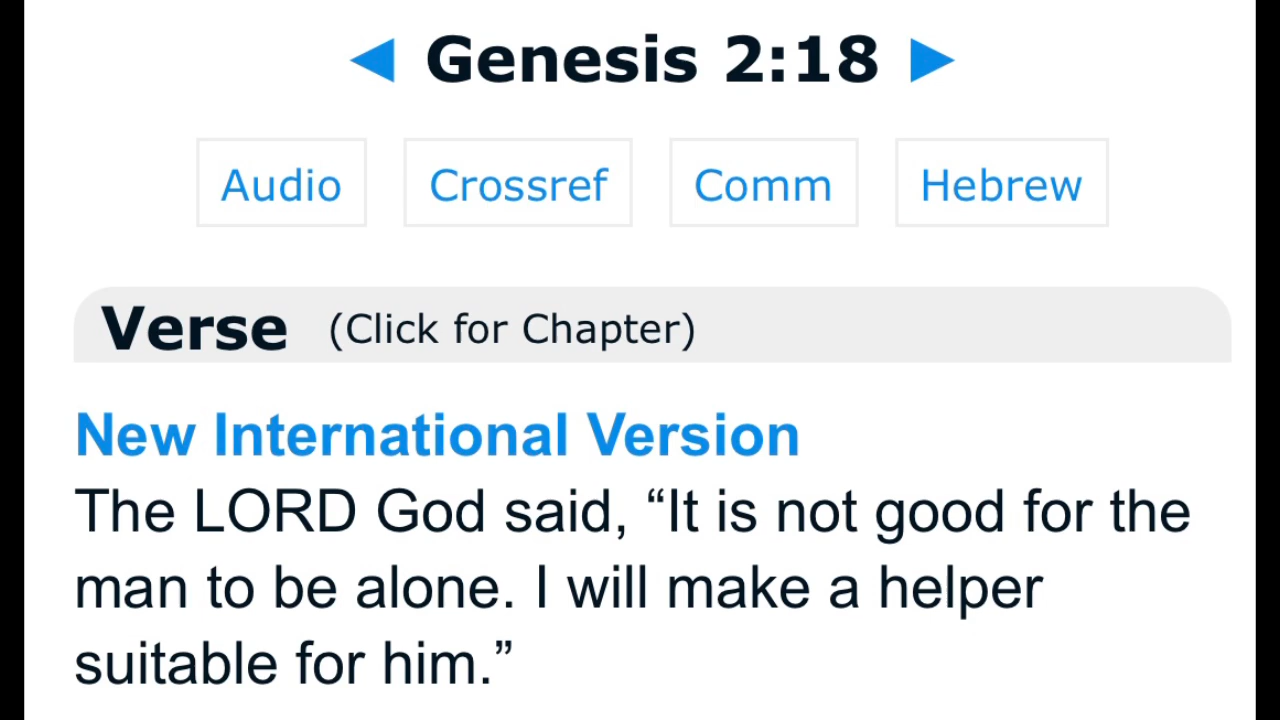 Genesis 2:18
Audio Crossref Comm Hebrew
Verse (Click for Chapter)
New International Version
The LORD God said, “It is not good for the
man to be alone. I will make a helper
suitable for him.”